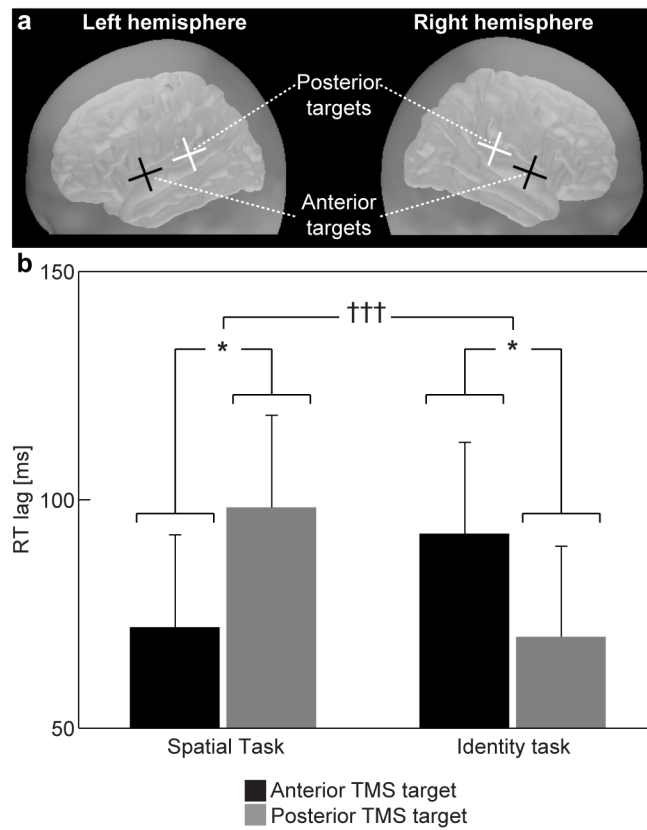 a
Left hemisphere
Right hemisphere
Posterior
targets
Anterior
targets
b
150
†††
*
*
100
RT lag [ms]
50
Spatial Task
Identity task
Anterior TMS target
Posterior TMS target